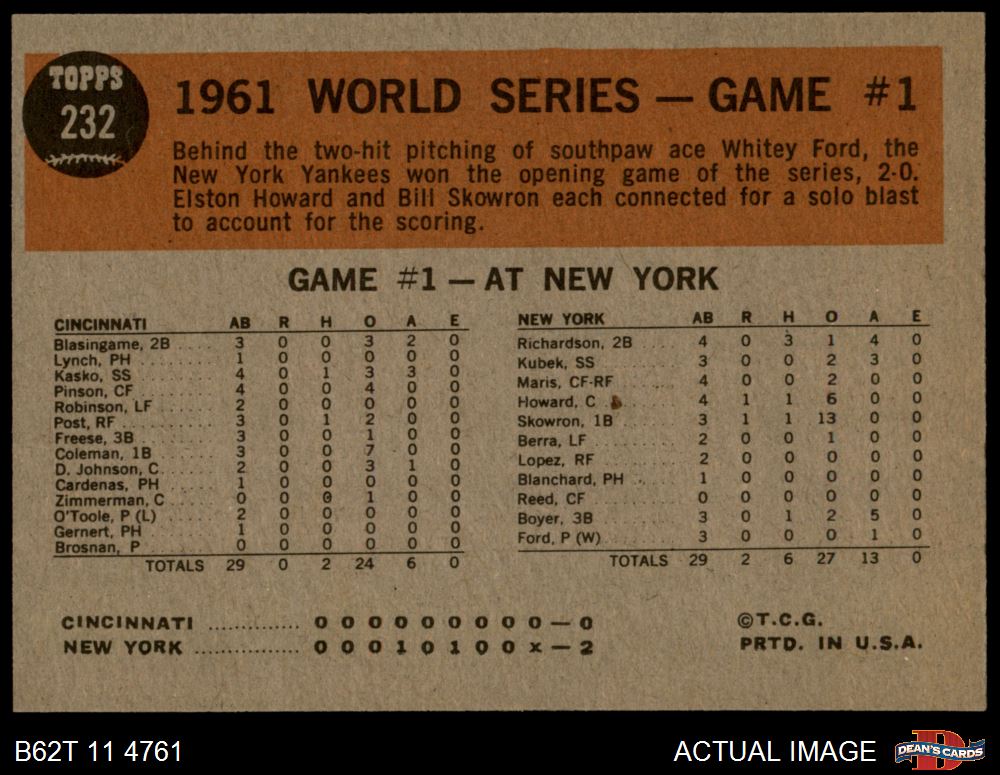 TOPPS
232
1961 WORLD SERIES — GAME #1
Behind the two-hit pitching of southpaw ace Whitey Ford, the
New York Yankees won the opening game of the series, 2-0.
Elston Howard and Bill Skowron each connected for a solo blast
to account for the scoring.
GAME #1 — AT NEW YORK
CINCINNATI AB R H O A E
Blasingame, 2B 3 0 0 3 2 0
Lynch, PH 1 0 0 0 0 0
Kasko, SS 4 0 1 3 3 0
Pinson, CF 4 0 0 4 0 0
Robinson, LF 2 0 0 0 0 0
Post, RF 3 0 1 2 0 0
Freese, 3B 3 0 0 1 0 0
Coleman, 1B 3 0 0 7 0 0
D. Johnson, C 2 0 0 3 1 0
Cardenas, PH 1 0 0 0 0 0
Zimmerman, C 0 0 0 1 0 0
O'Toole, P (L) 2 0 0 0 0 0
Gernert, PH 1 0 0 0 0 0
Brosnan, P 0 0 0 0 0 0
TOTALS 29 0 2 24 6 0
NEW YORK AB R H O A E
Richardson, 2B 4 0 3 1 4 0
Kubek, SS 3 0 0 2 3 0
Maris, CF-RF 4 0 0 2 0 0
Howard, C 4 1 1 6 0 0
Skowron, 1B 3 1 1 13 0 0
Berra, LF 2 0 0 1 0 0
Lopez, RF 2 0 0 0 0 0
Blanchard, PH 1 0 0 0 0 0
Reed, CF 0 0 0 0 0 0
Boyer, 3B 3 0 1 2 5 0
Ford, P (W) 3 0 0 0 1 0
TOTALS 29 2 6 27 13 0
CINCINNATI .............. 0 0 0 0 0 0 0 0 0 — 0
NEW YORK ................ 0 0 0 1 0 1 0 0 x — 2
©T.C.G.
PRTD. IN U.S.A.
B62T 11 4761
ACTUAL IMAGE
DEAN'S CARDS